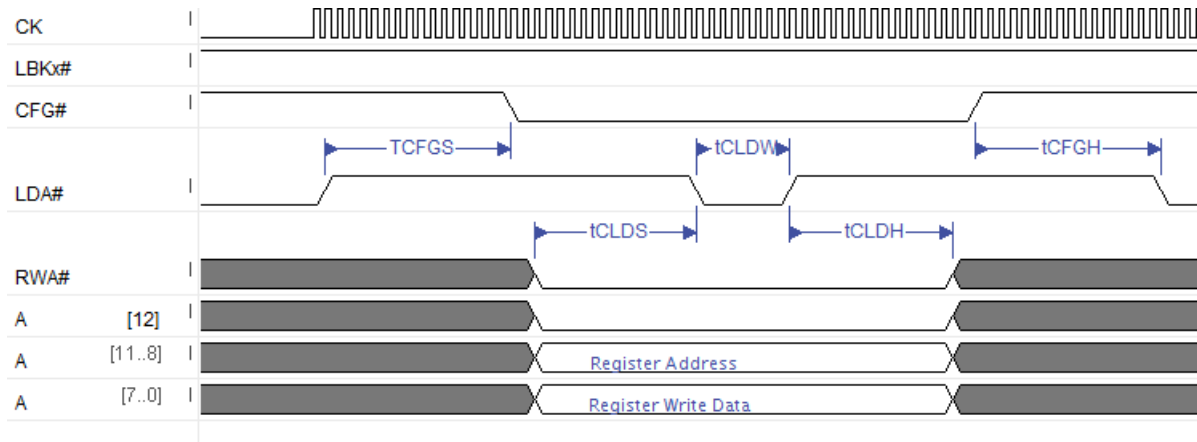 CK
LBKx#
CFG#
TCFGS tCLDW tCFGH
LDA#
tCLDS tCLDH
RWA#
A [12]
A [11..8] Register Address
A [7..0] Register Write Data